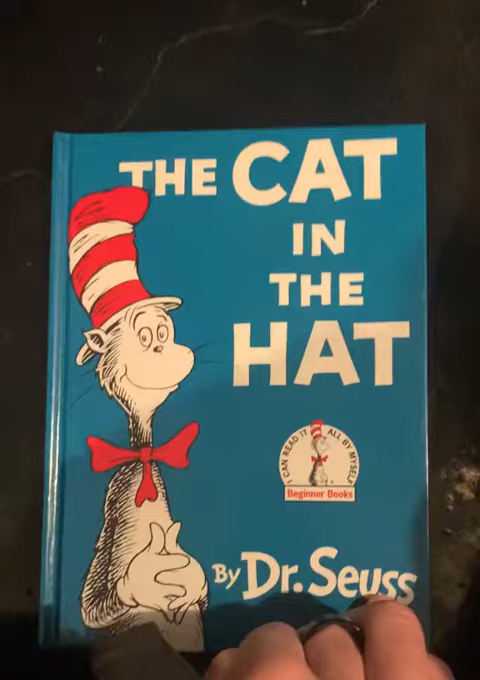 THE CAT
IN
THE
HAT
I CAN READ IT ALL BY MYSELF
Beginner Books
By Dr. Seuss